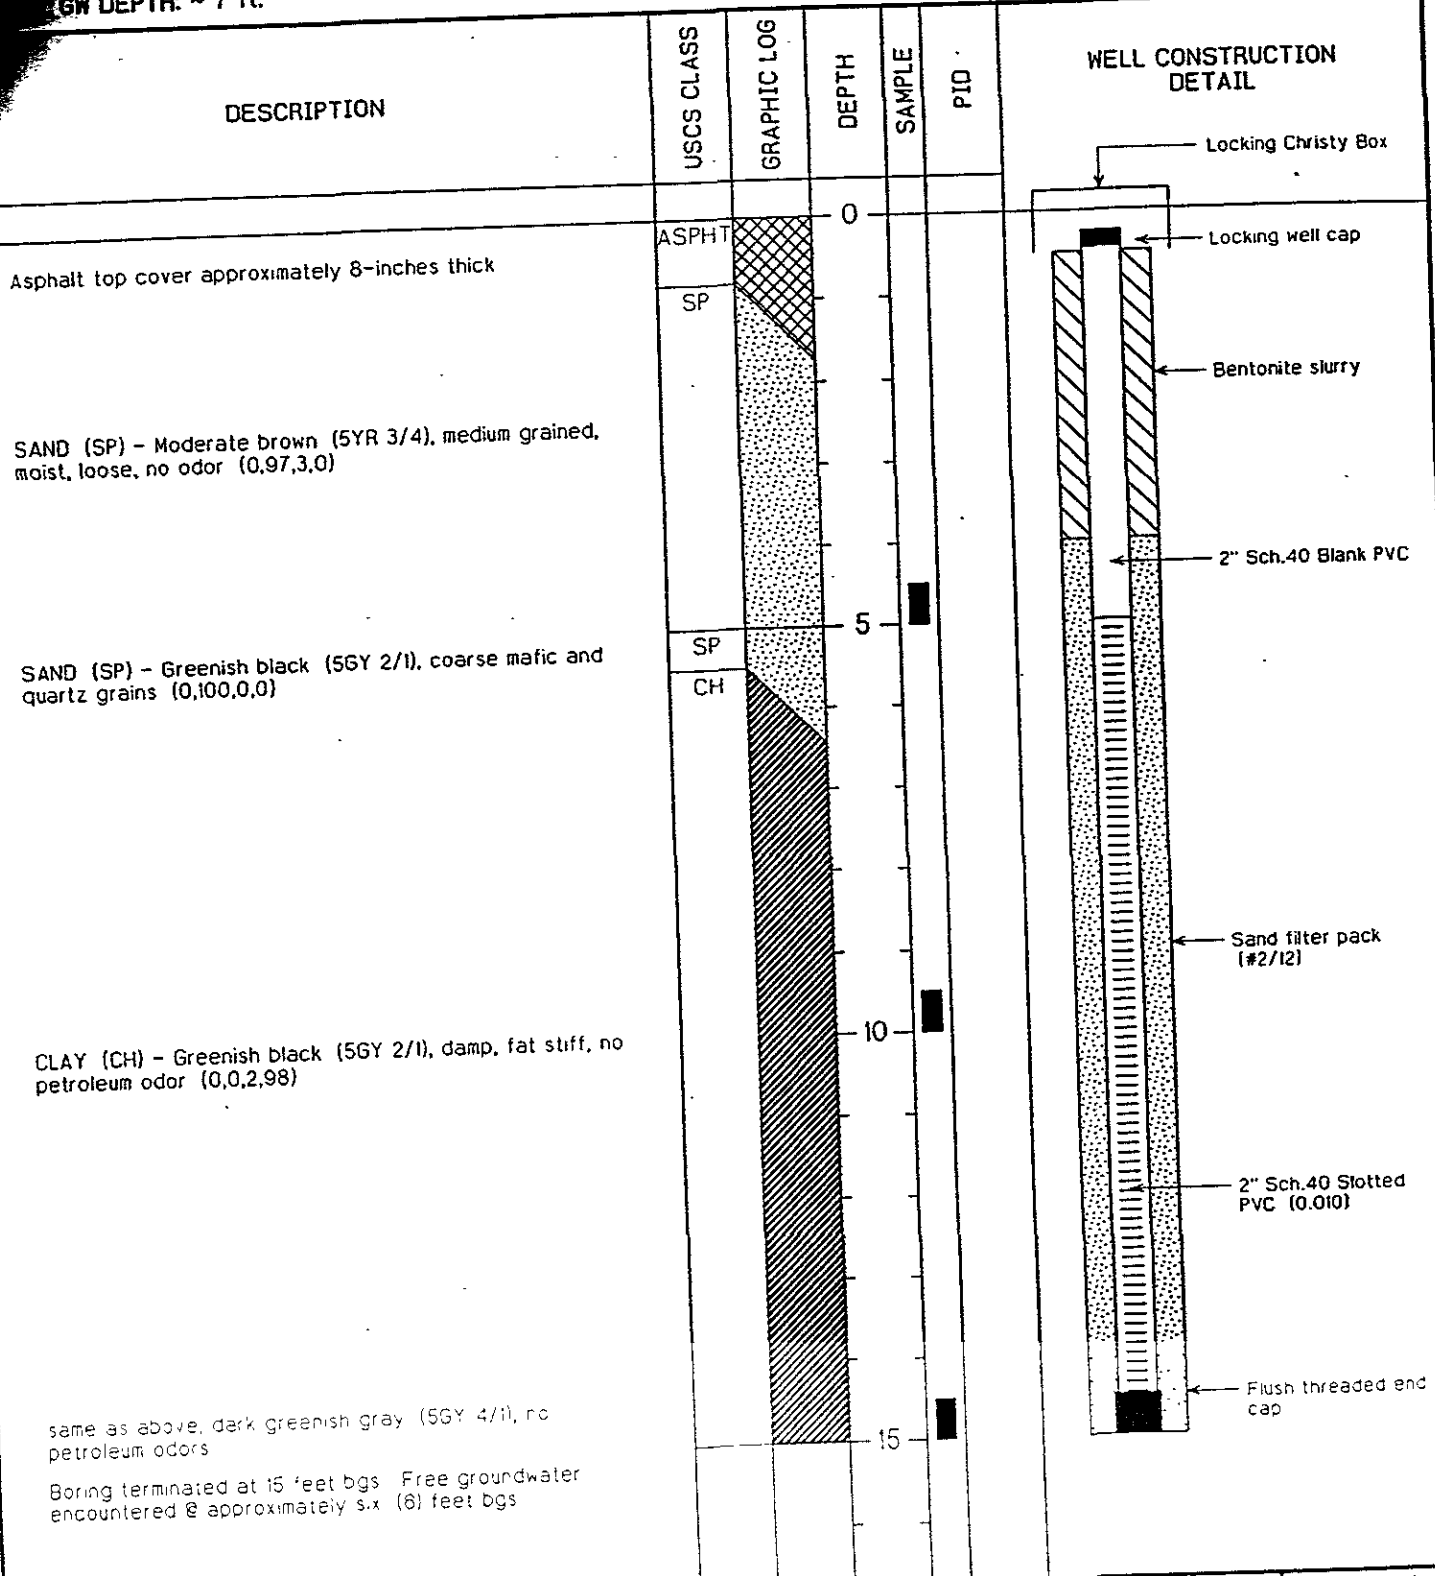 GW DEPTH: ~ 7 ft.
DESCRIPTION
USCS CLASS
GRAPHIC LOG
DEPTH
SAMPLE
PID
WELL CONSTRUCTION
DETAIL
Locking Christy Box
0
ASPHT
Locking well cap
Asphalt top cover approximately 8-inches thick
SP
Bentonite slurry
SAND (SP) - Moderate brown (5YR 3/4), medium grained,
moist, loose, no odor (0,97,3,0)
2" Sch.40 Blank PVC
5
SP
SAND (SP) - Greenish black (5GY 2/1), coarse mafic and
quartz grains (0,100,0,0)
CH
Sand filter pack
(#2/12)
10
CLAY (CH) - Greenish black (5GY 2/1), damp, fat stiff, no
petroleum odor (0,0,2,98)
2" Sch.40 Slotted
PVC (0.010)
Flush threaded end
cap
same as above, dark greenish gray (5GY 4/1), no
petroleum odors
15
Boring terminated at 15 feet bgs Free groundwater
encountered @ approximately six (6) feet bgs